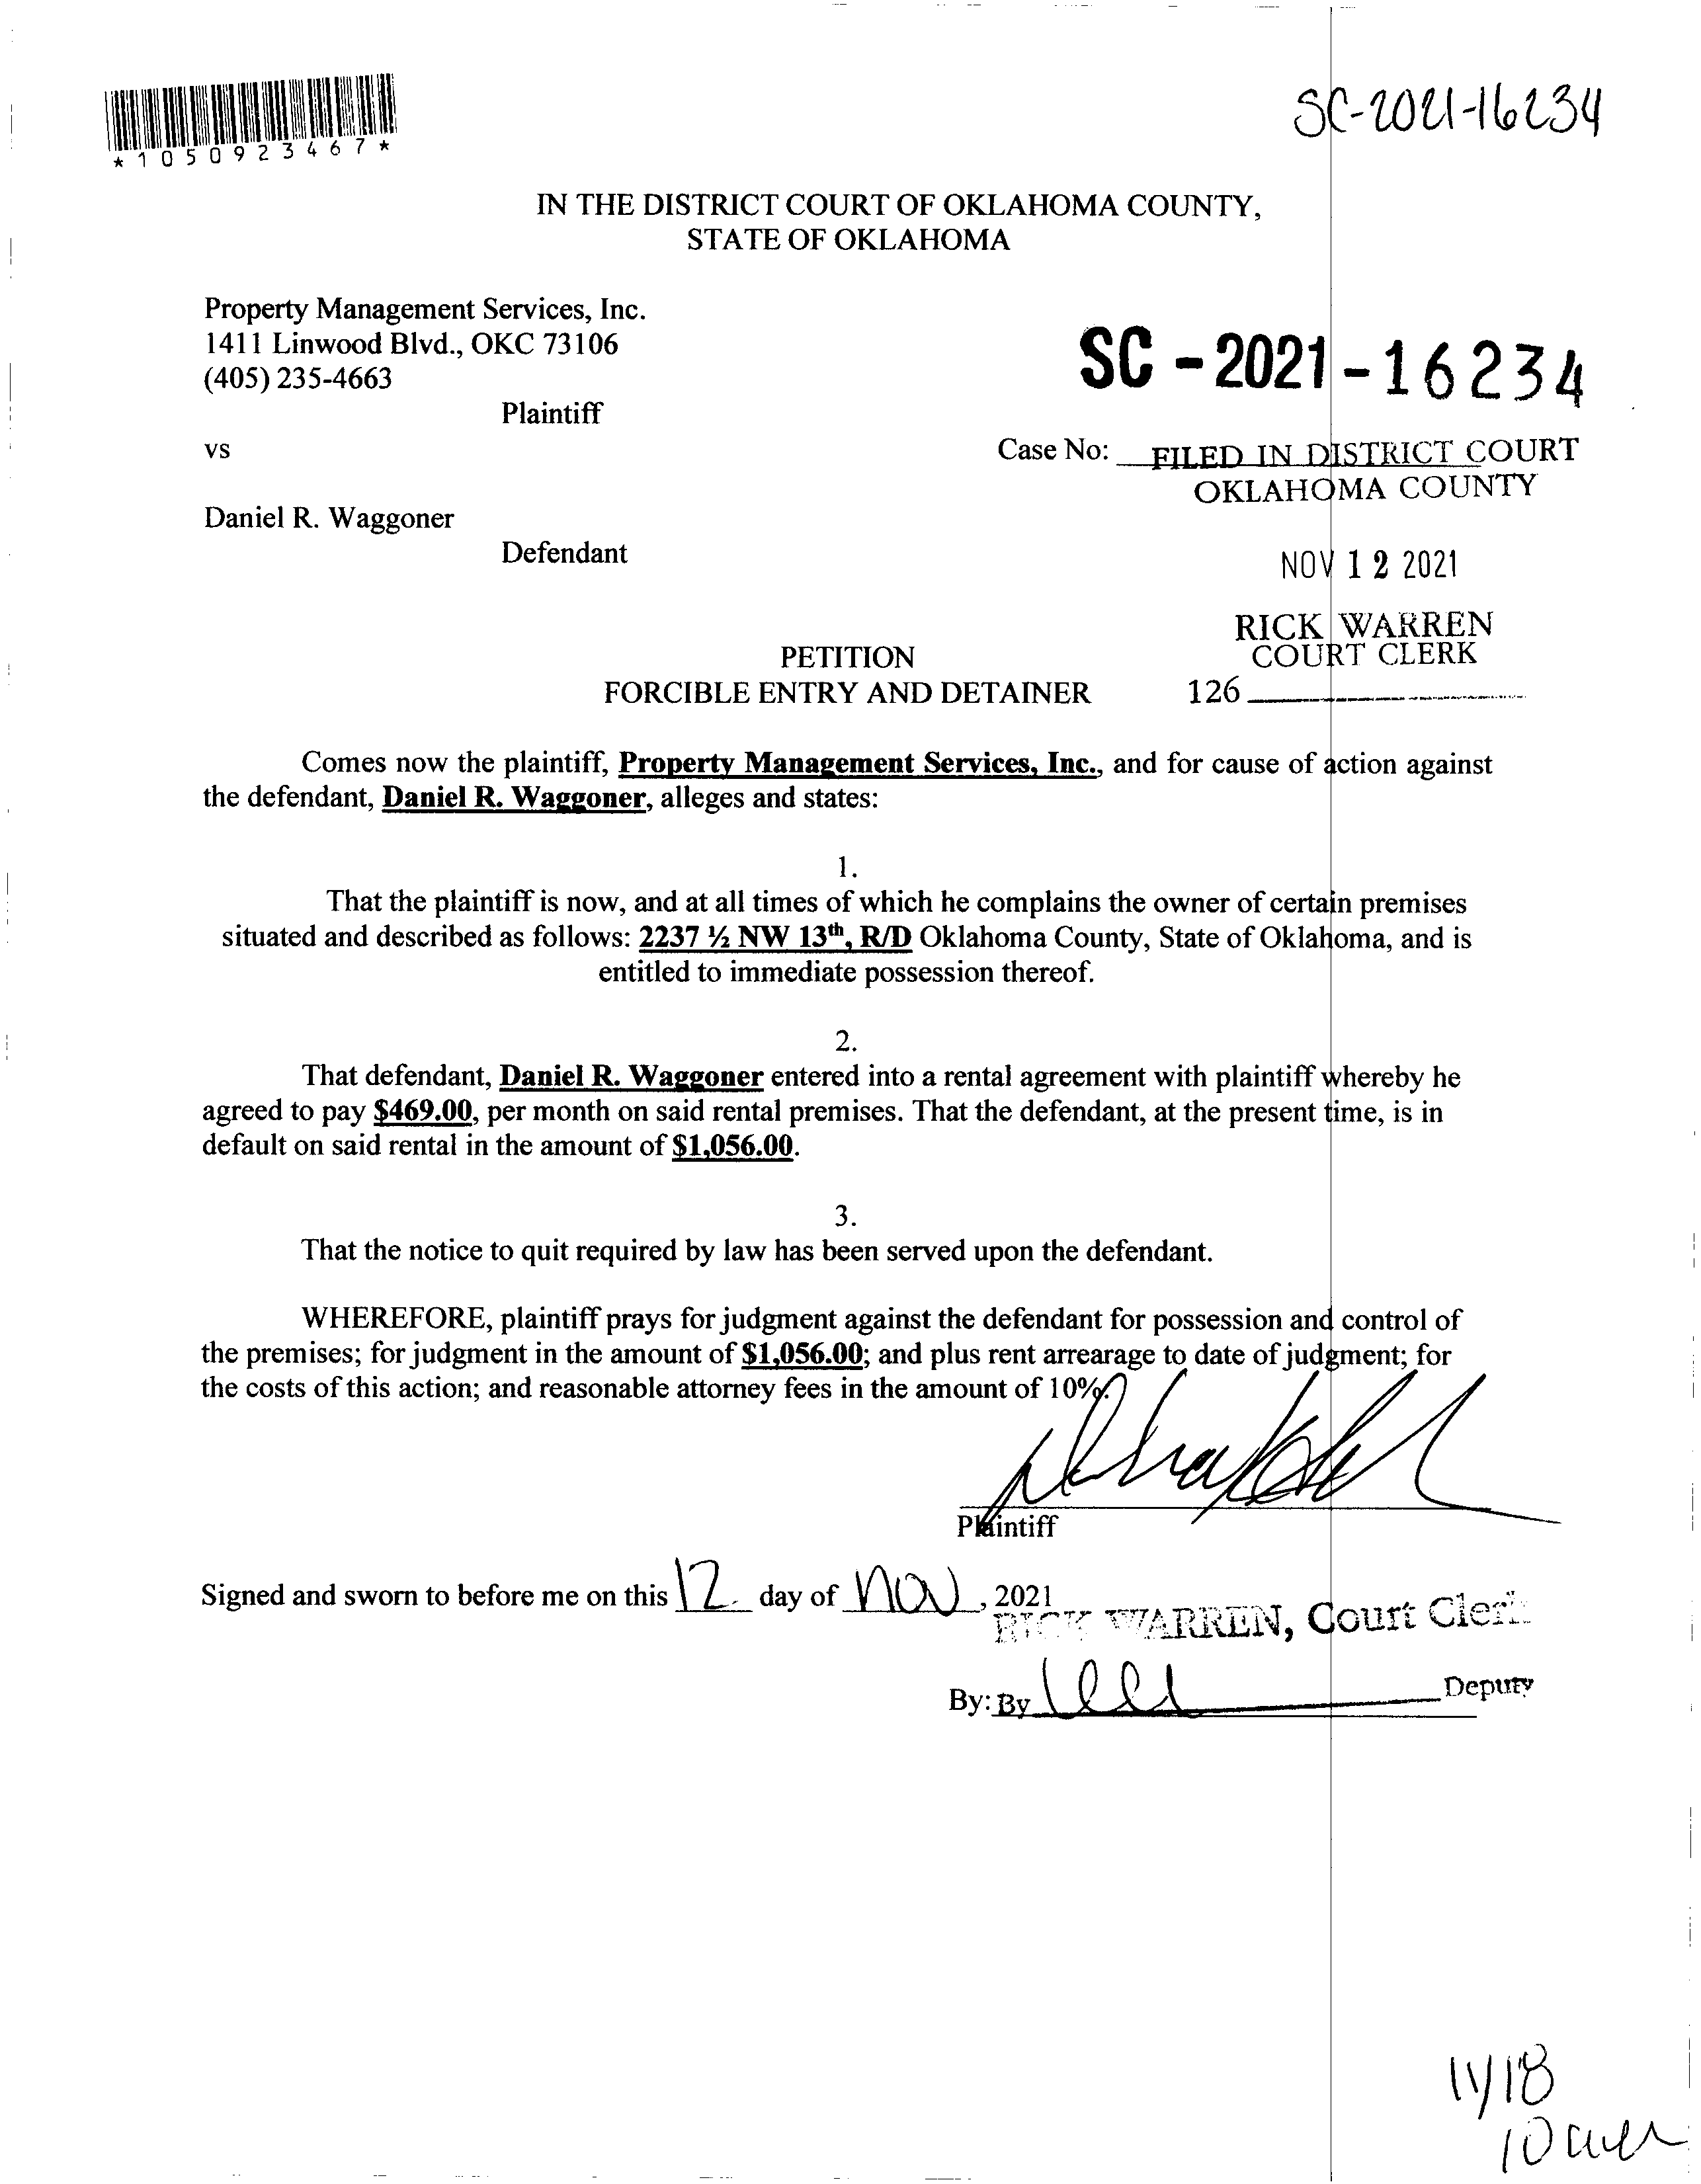 *1050923467*
SC-2021-16234
IN THE DISTRICT COURT OF OKLAHOMA COUNTY,
STATE OF OKLAHOMA
Property Management Services, Inc.
1411 Linwood Blvd., OKC 73106
(405) 235-4663
SC - 2021 - 16234
Plaintiff
vs
Case No: FILED IN DISTRICT COURT
OKLAHOMA COUNTY
Daniel R. Waggoner
Defendant
NOV 12 2021
RICK WARREN
COURT CLERK
126
PETITION
FORCIBLE ENTRY AND DETAINER
Comes now the plaintiff, Property Management Services, Inc., and for cause of action against
the defendant, Daniel R. Waggoner, alleges and states:
1.
That the plaintiff is now, and at all times of which he complains the owner of certain premises
situated and described as follows: 2237 ½ NW 13th, R/D Oklahoma County, State of Oklahoma, and is
entitled to immediate possession thereof.
2.
That defendant, Daniel R. Waggoner entered into a rental agreement with plaintiff whereby he
agreed to pay $469.00, per month on said rental premises. That the defendant, at the present time, is in
default on said rental in the amount of $1,056.00.
3.
That the notice to quit required by law has been served upon the defendant.
WHEREFORE, plaintiff prays for judgment against the defendant for possession and control of
the premises; for judgment in the amount of $1,056.00; and plus rent arrearage to date of judgment; for
the costs of this action; and reasonable attorney fees in the amount of 10%.
Plaintiff
Signed and sworn to before me on this 12 day of NOV, 2021
RICK WARREN, Court Clerk
By: By Deputy
11/18
10